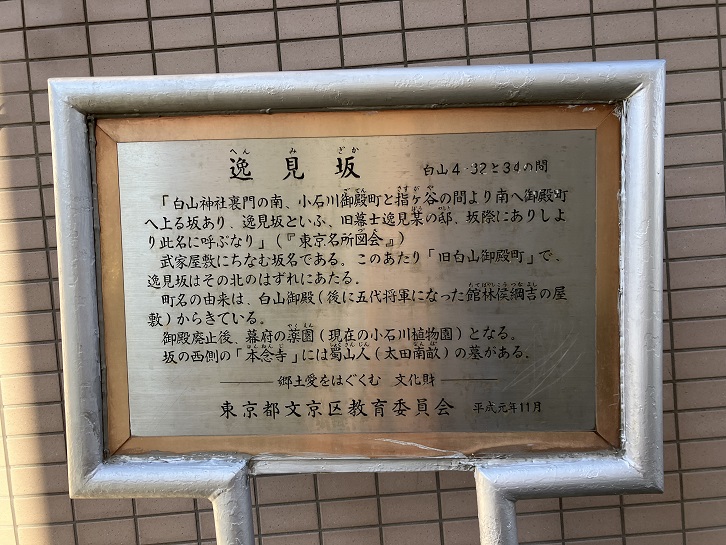 逸見坂 白山4・32と34の間
「白山神社裏門の南、小石川御殿町と指ヶ谷の間より南へ御殿町
へ上る坂あり、逸見坂といふ、旧幕士逸見某の邸、坂際にありしよ
り此名に呼ぶなり」(『東京名所図会』)
武家屋敷にちなむ坂名である。このあたり「旧白山御殿町」で、
逸見坂はその北のはずれにあたる。
町名の由来は、白山御殿(後に五代将軍になった館林侯綱吉の屋
敷)からきている。
御殿廃止後、幕府の薬園(現在の小石川植物園)となる。
坂の西側の「本念寺」には蜀山人(太田南畝)の墓がある。
郷土愛をはぐくむ 文化財
東京都文京区教育委員会 平成元年11月